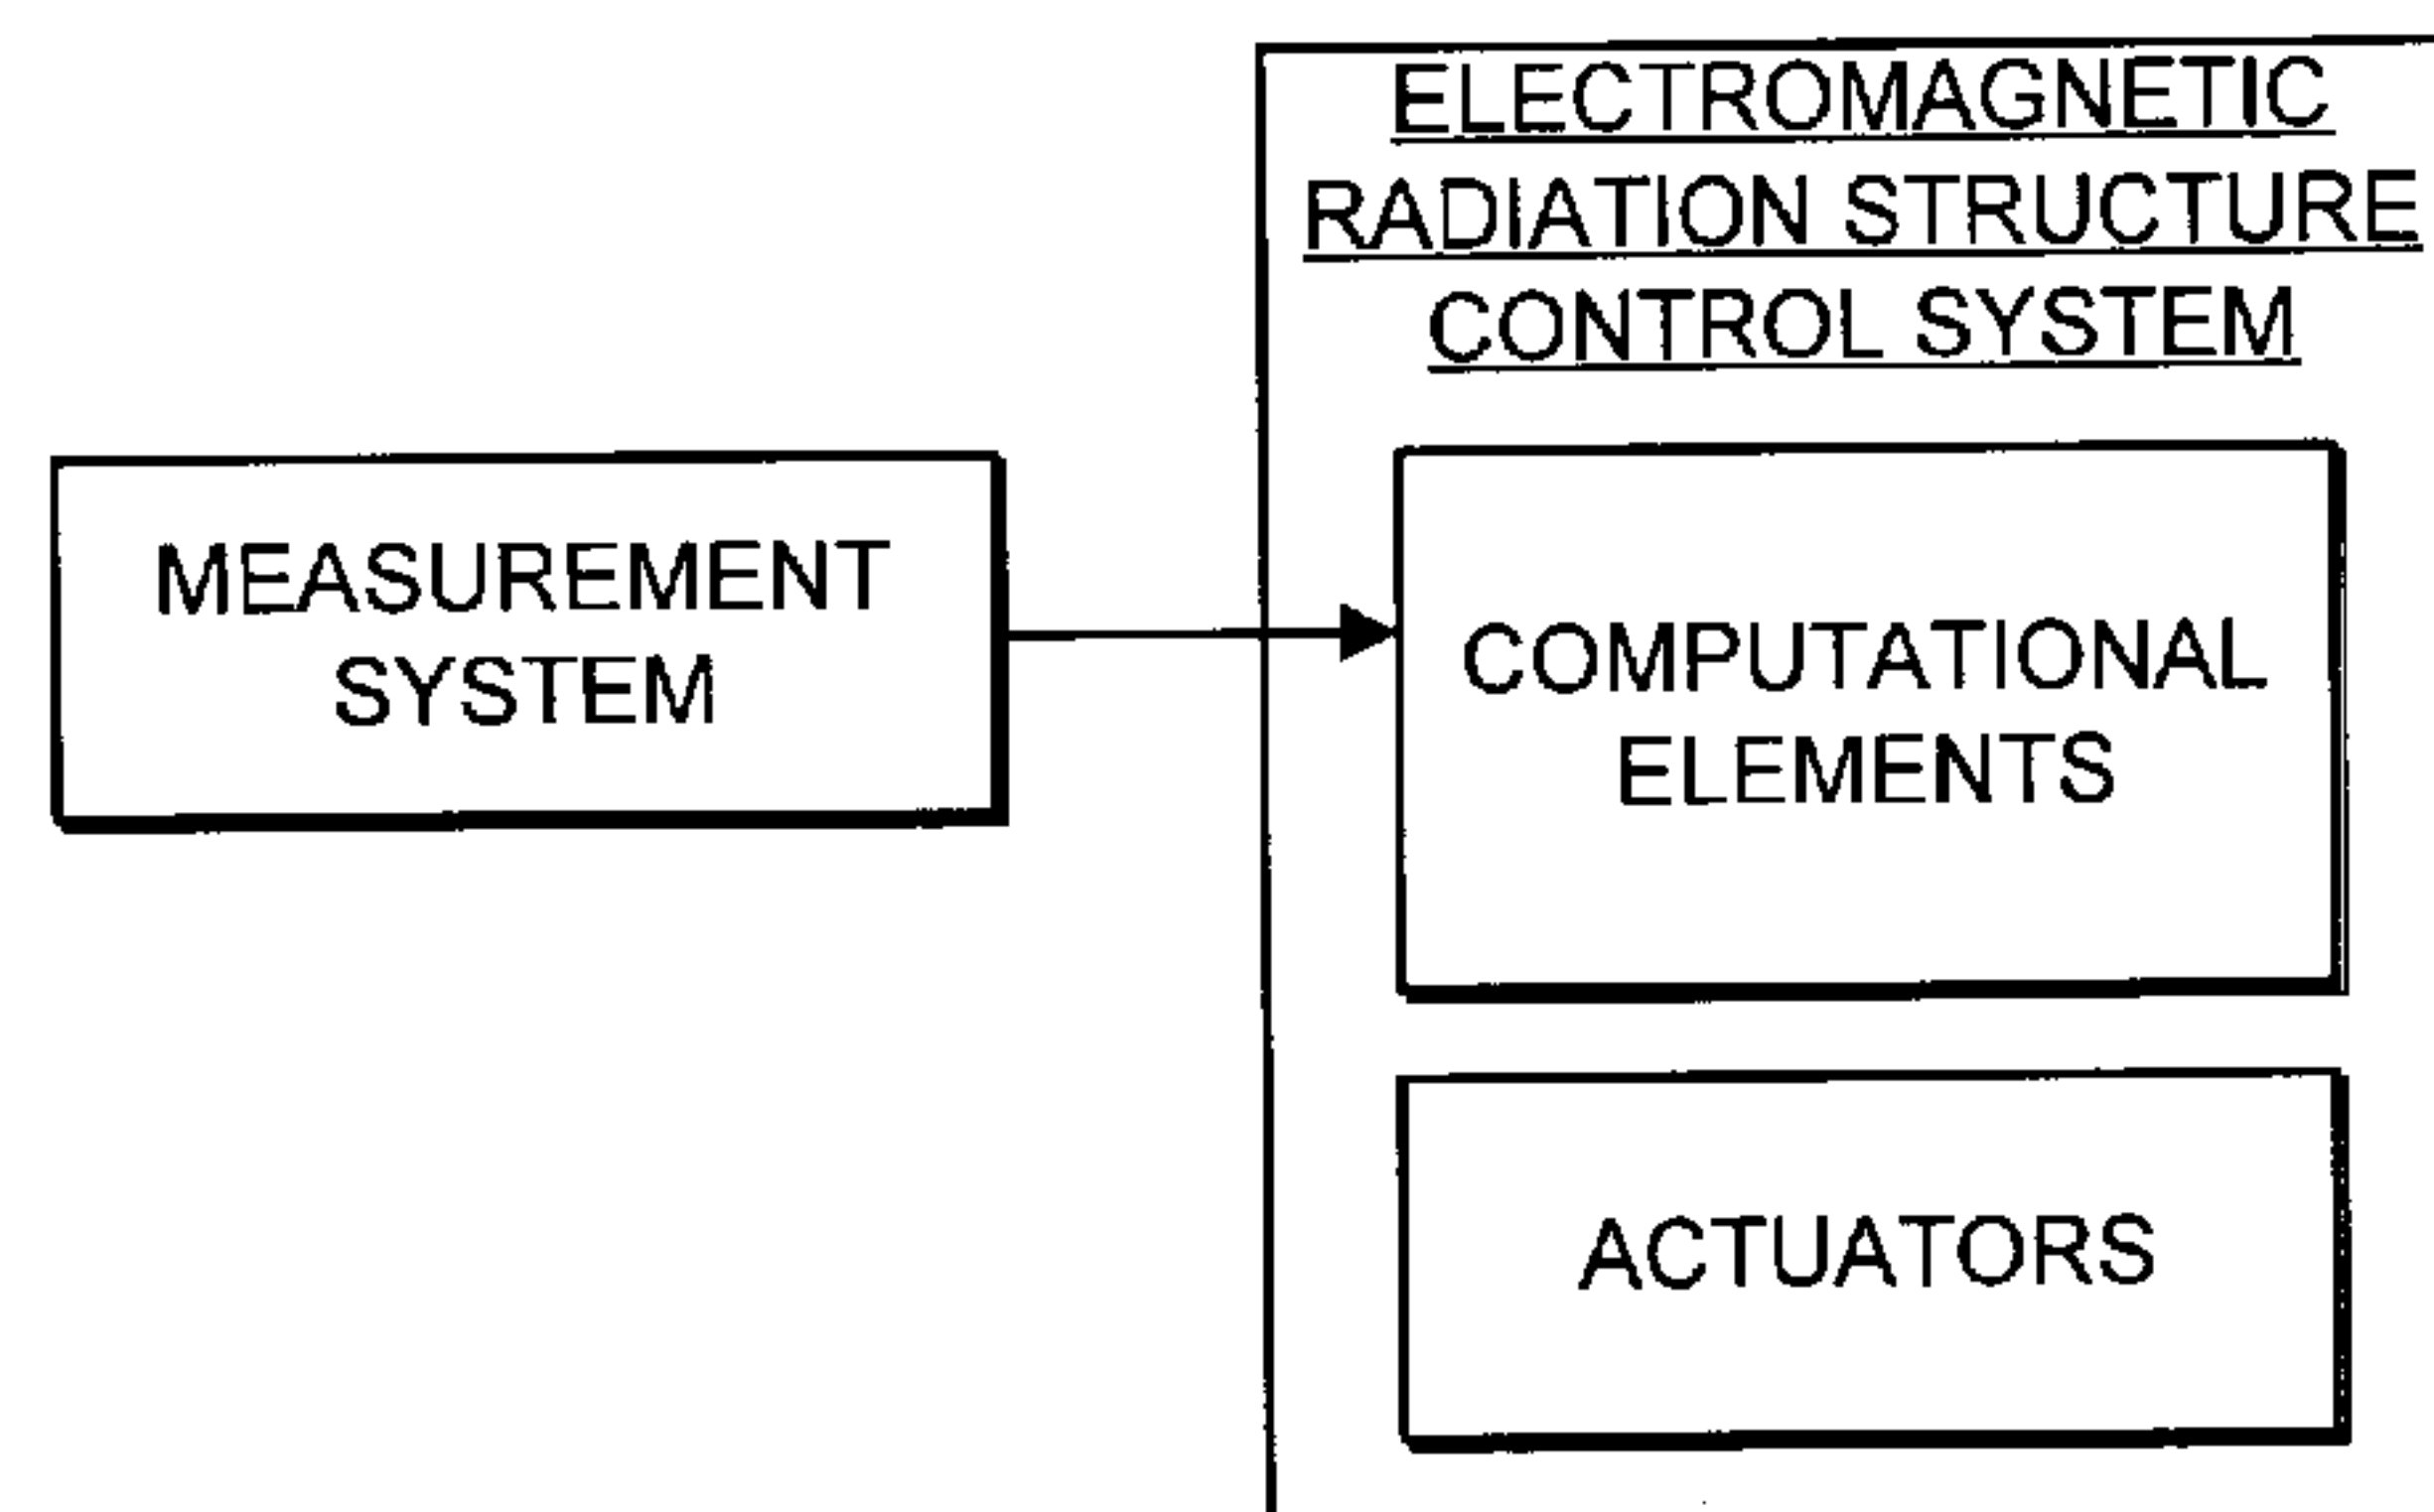 ELECTROMAGNETIC
RADIATION STRUCTURE
CONTROL SYSTEM
MEASUREMENT
SYSTEM
COMPUTATIONAL
ELEMENTS
ACTUATORS